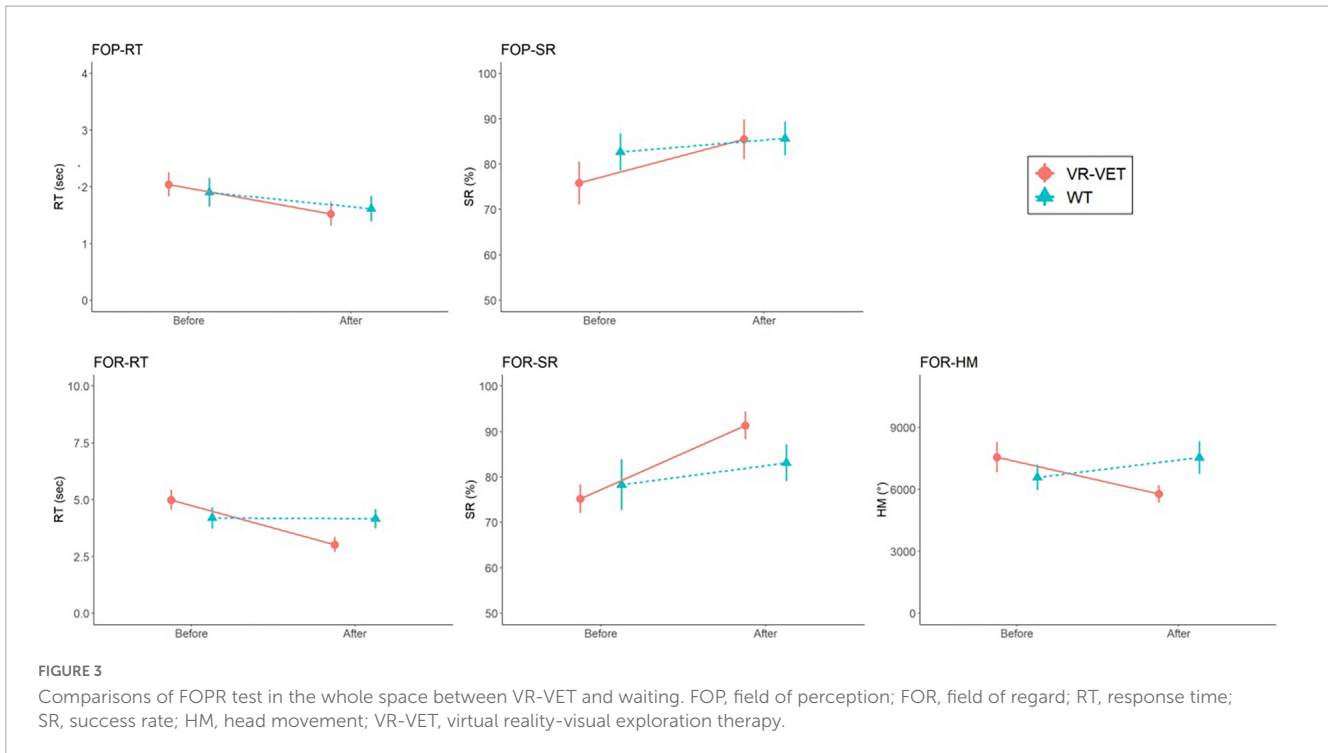 FOP-RT
4
3
2
1
0
RT (sec)
Before
After
FOP-SR
100
90
80
70
60
50
SR (%)
Before
After
VR-VET
WT
FOR-RT
10.0
7.5
5.0
2.5
0.0
RT (sec)
Before
After
FOR-SR
100
90
80
70
60
50
SR (%)
Before
After
FOR-HM
9000
6000
3000
0
HM (°)
Before
After
FIGURE 3
Comparisons of FOPR test in the whole space between VR-VET and waiting. FOP, field of perception; FOR, field of regard; RT, response time;
SR, success rate; HM, head movement; VR-VET, virtual reality-visual exploration therapy.